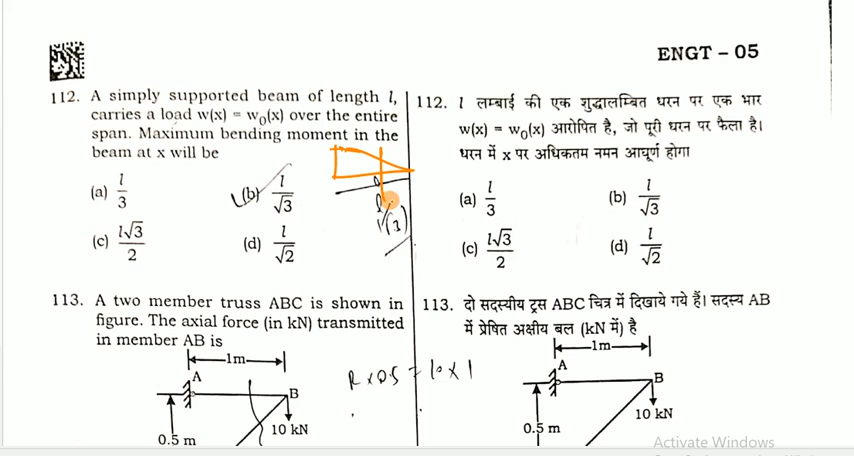 ENGT – 05
112. A simply supported beam of length l,
carries a load w(x) = w₀(x) over the entire
span. Maximum bending moment in the
beam at x will be
(a) l/3
(b) l/√3
(c) l√3/2
(d) l/√2
113. A two member truss ABC is shown in
figure. The axial force (in kN) transmitted
in member AB is
1m
A
B
10 kN
0.5 m
R x 0.5 = 10 x 1
112. l लम्बाई की एक शुद्धालम्बित धरन पर एक भार
w(x) = w₀(x) आरोपित है, जो पूरी धरन पर फैला है।
धरन में x पर अधिकतम नमन आघूर्ण होगा
(a) l/3
(b) l/√3
(c) l√3/2
(d) l/√2
113. दो सदस्यीय ट्रस ABC चित्र में दिखाये गये हैं। सदस्य AB
में प्रेषित अक्षीय बल (kN में) है
1m
A
B
10 kN
0.5 m
Activate Windows